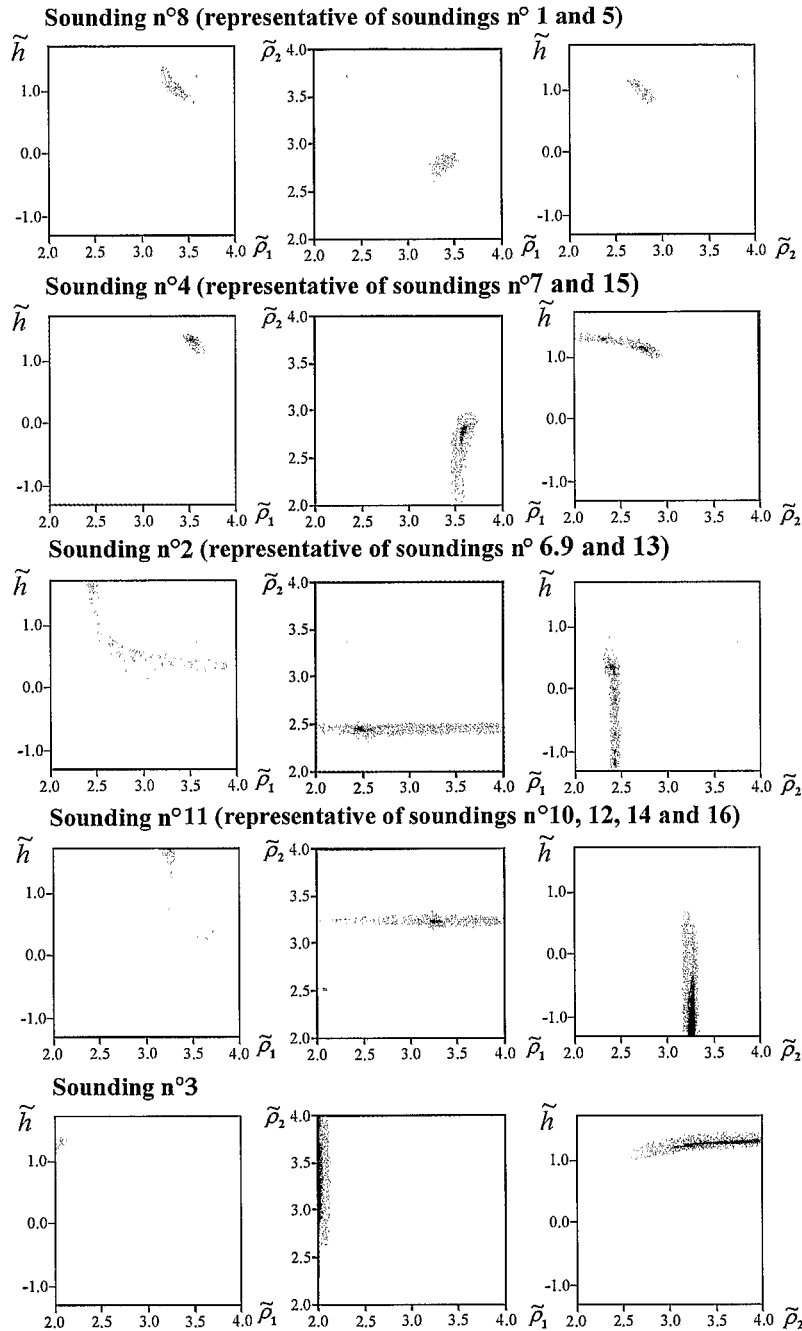 Sounding n°8 (representative of soundings n° 1 and 5)
h̃ ρ̃₂ 4.0 h̃
1.0 3.5 1.0
0.0 3.0 0.0
-1.0 2.5 -1.0
2.0
2.0 2.5 3.0 3.5 4.0 ρ̃₁ 2.0 2.5 3.0 3.5 4.0 ρ̃₁ 2.0 2.5 3.0 3.5 4.0 ρ̃₂
Sounding n°4 (representative of soundings n°7 and 15)
h̃ ρ̃₂ 4.0 h̃
1.0 3.5 1.0
0.0 3.0 0.0
-1.0 2.5 -1.0
2.0
2.0 2.5 3.0 3.5 4.0 ρ̃₁ 2.0 2.5 3.0 3.5 4.0 ρ̃₁ 2.0 2.5 3.0 3.5 4.0 ρ̃₂
Sounding n°2 (representative of soundings n° 6.9 and 13)
h̃ ρ̃₂ 4.0 h̃
1.0 3.5 1.0
0.0 3.0 0.0
-1.0 2.5 -1.0
2.0
2.0 2.5 3.0 3.5 4.0 ρ̃₁ 2.0 2.5 3.0 3.5 4.0 ρ̃₁ 2.0 2.5 3.0 3.5 4.0 ρ̃₂
Sounding n°11 (representative of soundings n°10, 12, 14 and 16)
h̃ ρ̃₂ 4.0 h̃
1.0 3.5 1.0
0.0 3.0 0.0
-1.0 2.5 -1.0
2.0
2.0 2.5 3.0 3.5 4.0 ρ̃₁ 2.0 2.5 3.0 3.5 4.0 ρ̃₁ 2.0 2.5 3.0 3.5 4.0 ρ̃₂
Sounding n°3
h̃ ρ̃₂ 4.0 h̃
1.0 3.5 1.0
0.0 3.0 0.0
-1.0 2.5 -1.0
2.0
2.0 2.5 3.0 3.5 4.0 ρ̃₁ 2.0 2.5 3.0 3.5 4.0 ρ̃₁ 2.0 2.5 3.0 3.5 4.0 ρ̃₂